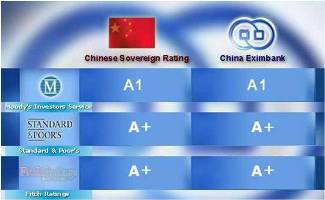 Chinese Sovereign Rating China Eximbank
M A1 A1
Moody's Investors Service
STANDARD
&POOR'S A+ A+
Standard & Poor's
A+ A+
Fitch Ratings